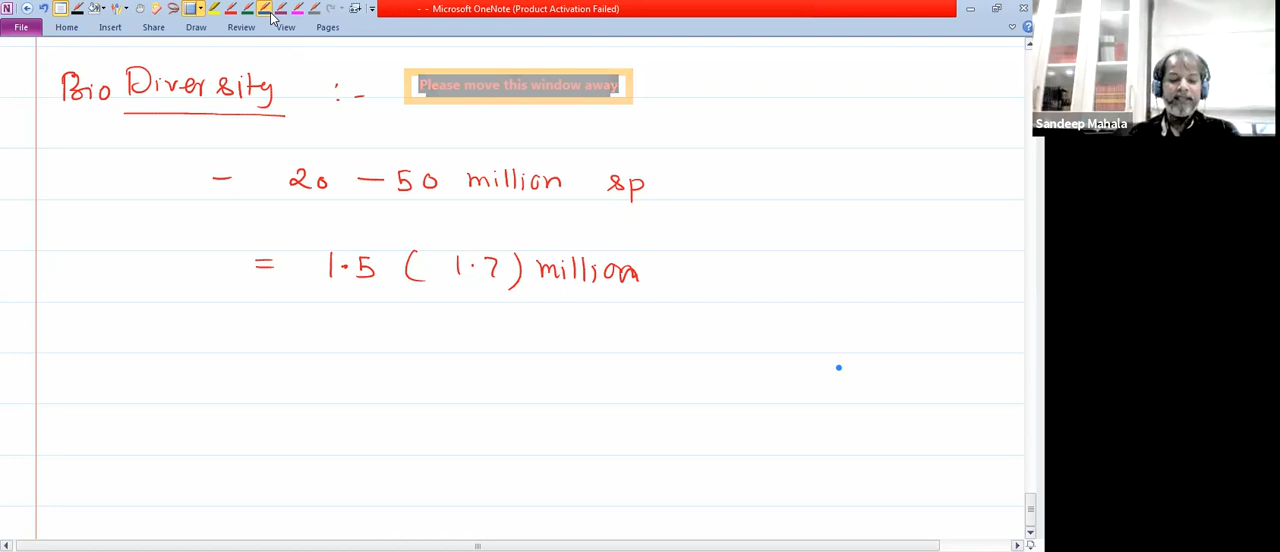 - - Microsoft OneNote (Product Activation Failed)
File Home Insert Share Draw Review View Pages
Bio Diversity :-
Please move this window away
Sandeep Mahala
- 20 - 50 million sp
= 1.5 ( 1.7 ) million